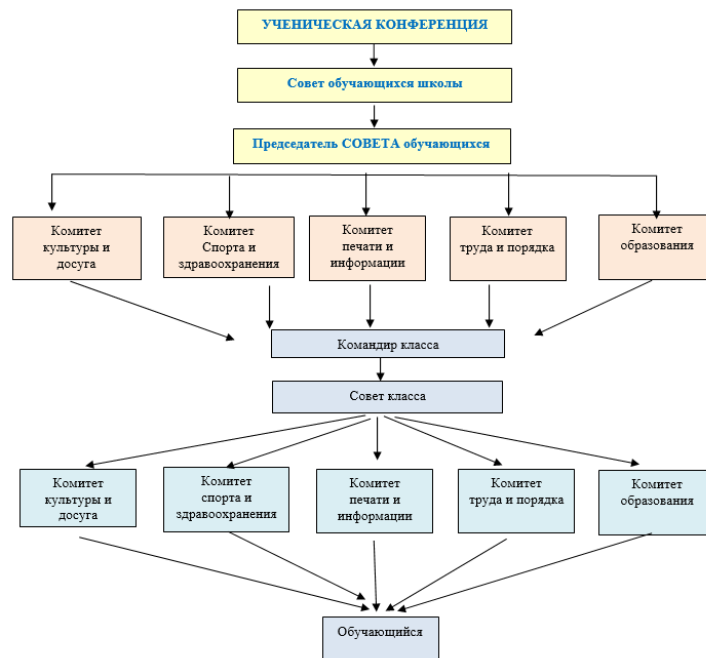 УЧЕНИЧЕСКАЯ КОНФЕРЕНЦИЯ
Совет обучающихся школы
Председатель СОВЕТА обучающихся
Комитет
культуры и
досуга
Комитет
Спорта и
здравоохранения
Комитет
печати и
информации
Комитет
труда и порядка
Комитет
образования
Командир класса
Совет класса
Комитет
культуры и
досуга
Комитет
спорта и
здравоохранения
Комитет
печати и
информации
Комитет
труда и порядка
Комитет
образования
Обучающийся